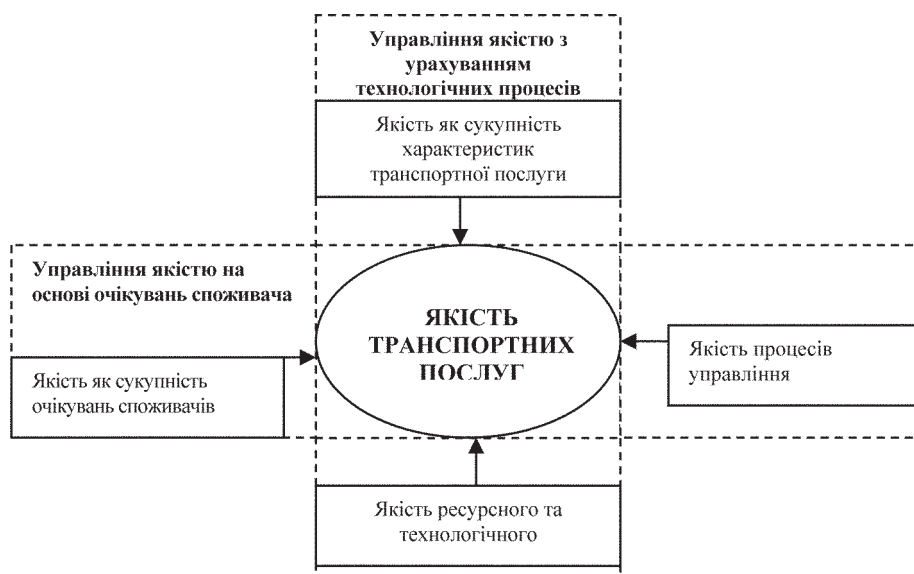 Управління якістю з
урахуванням
технологічних процесів
Якість як сукупність
характеристик
транспортної послуги
Управління якістю на
основі очікувань споживача
ЯКІСТЬ
ТРАНСПОРТНИХ
ПОСЛУГ
Якість процесів
управління
Якість як сукупність
очікувань споживачів
Якість ресурсного та
технологічного